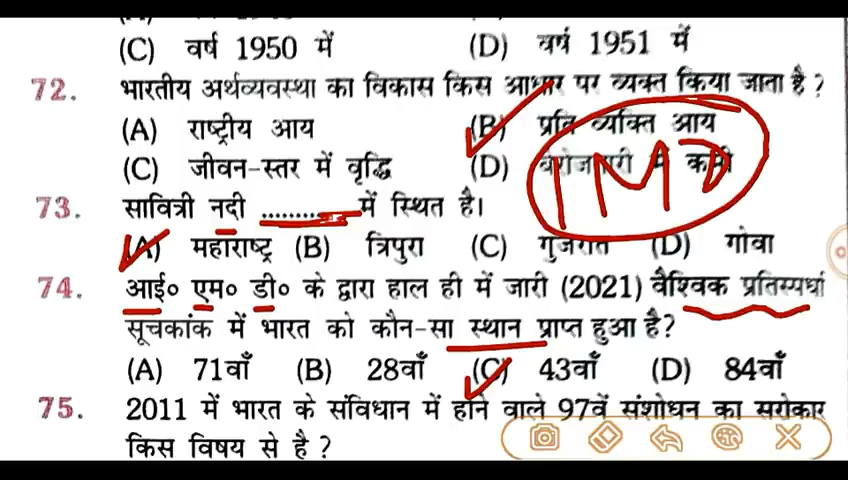 (C) वर्ष 1950 में (D) वर्ष 1951 में
72. भारतीय अर्थव्यवस्था का विकास किस आधार पर व्यक्त किया जाता है ?
(A) राष्ट्रीय आय (B) प्रति व्यक्ति आय
(C) जीवन-स्तर में वृद्धि (D) बेरोजगारी में कमी
IMD
73. सावित्री नदी ............ में स्थित है।
(A) महाराष्ट्र (B) त्रिपुरा (C) गुजरात (D) गोवा
74. आई० एम० डी० के द्वारा हाल ही में जारी (2021) वैश्विक प्रतिस्पर्धा
सूचकांक में भारत को कौन-सा स्थान प्राप्त हुआ है?
(A) 71वाँ (B) 28वाँ (C) 43वाँ (D) 84वाँ
75. 2011 में भारत के संविधान में होने वाले 97वें संशोधन का सरोकार
किस विषय से है ?